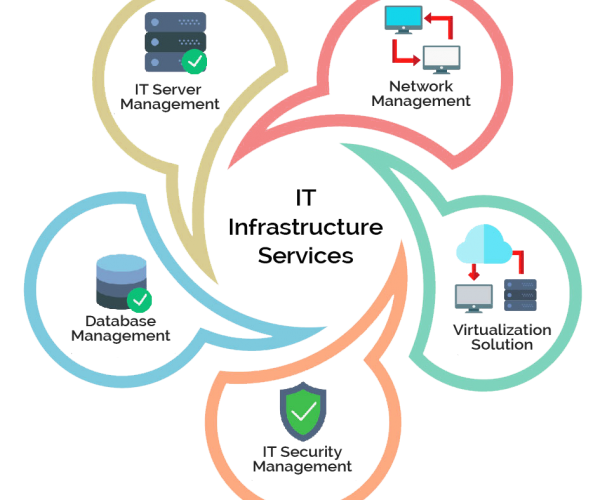 IT Server
Management
Network
Management
IT
Infrastructure
Services
Database
Management
Virtualization
Solution
IT Security
Management